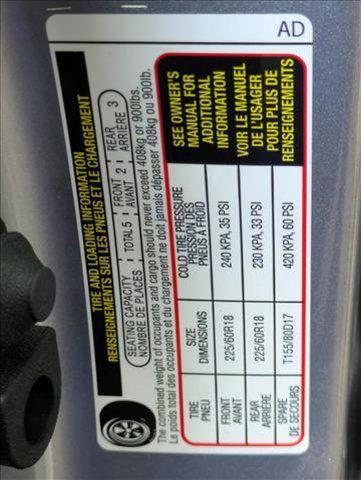 AD
TIRE AND LOADING INFORMATION
RENSEIGNEMENTS SUR LES PNEUS ET LE CHARGEMENT
SEATING CAPACITY
NOMBRE DE PLACES
TOTAL 5
FRONT
AVANT 2
REAR
ARRIÈRE 3
The combined weight of occupants and cargo should never exceed 408kg or 900lbs.
Le poids total des occupants et du chargement ne doit jamais dépasser 408kg ou 900lb.
TIRE
PNEU
SIZE
DIMENSIONS
COLD TIRE PRESSURE
PRESSION DES
PNEUS A FROID
FRONT
AVANT
225/60R18
240 KPA, 35 PSI
REAR
ARRIERE
225/60R18
230 KPA, 33 PSI
SPARE
DE SECOURS
T155/80D17
420 KPA, 60 PSI
SEE OWNER'S
MANUAL FOR
ADDITIONAL
INFORMATION
VOIR LE MANUEL
DE L'USAGER
POUR PLUS DE
RENSEIGNEMENTS